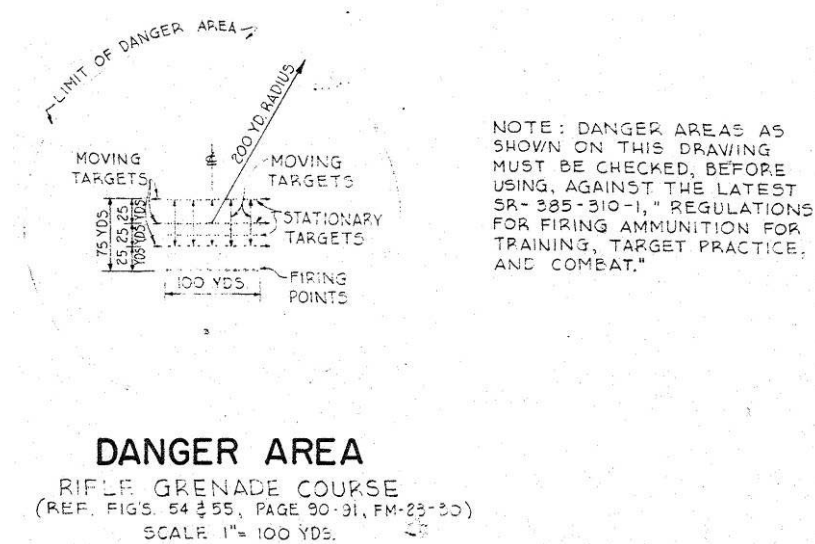 LIMIT OF DANGER AREA
200 YD. RADIUS
MOVING
TARGETS
MOVING
TARGETS
STATIONARY
TARGETS
75 YDS
25 YDS
25 YDS
25 YDS
100 YDS.
FIRING
POINTS
NOTE: DANGER AREAS AS
SHOWN ON THIS DRAWING
MUST BE CHECKED, BEFORE
USING, AGAINST THE LATEST
SR-385-310-1, "REGULATIONS
FOR FIRING AMMUNITION FOR
TRAINING, TARGET PRACTICE,
AND COMBAT."
DANGER AREA
RIFLE GRENADE COURSE
(REF. FIG'S. 54 & 55, PAGE 90-91, FM-23-30)
SCALE 1"= 100 YDS.